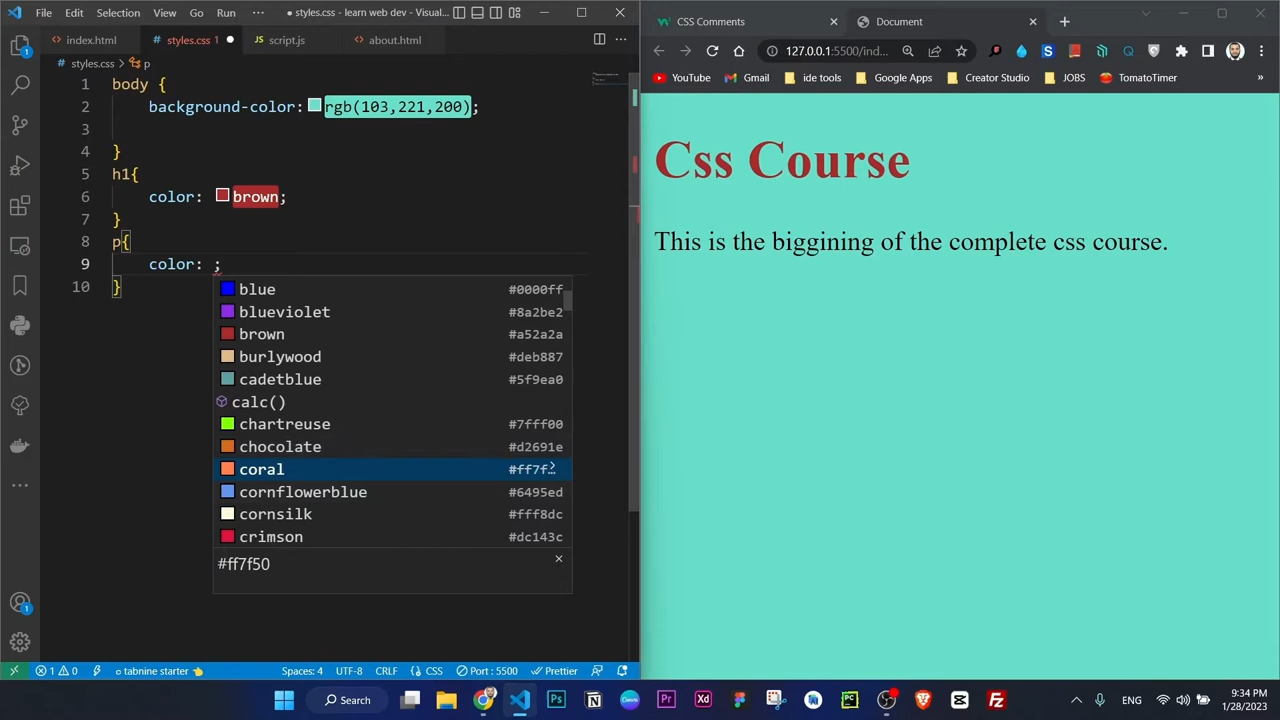 File Edit Selection View Go Run ··· ● styles.css - learn web dev - Visual...
index.html # styles.css 1 ● script.js about.html
# styles.css > p
1 body {
2 background-color: rgb(103,221,200);
3
4 }
5 h1{
6 color: brown;
7 }
8 p{
9 color: ;
10 }
blue #0000ff
blueviolet #8a2be2
brown #a52a2a
burlywood #deb887
cadetblue #5f9ea0
calc()
chartreuse #7fff00
chocolate #d2691e
coral #ff7f…
cornflowerblue #6495ed
cornsilk #fff8dc
crimson #dc143c
#ff7f50
1 0 tabnine starter Spaces: 4 UTF-8 CRLF {} CSS Port : 5500 Prettier
CSS Comments Document
127.0.0.1:5500/ind...
YouTube Gmail ide tools Google Apps Creator Studio JOBS TomatoTimer »
Css Course
This is the biggining of the complete css course.
Search ENG 9:34 PM
1/28/2023